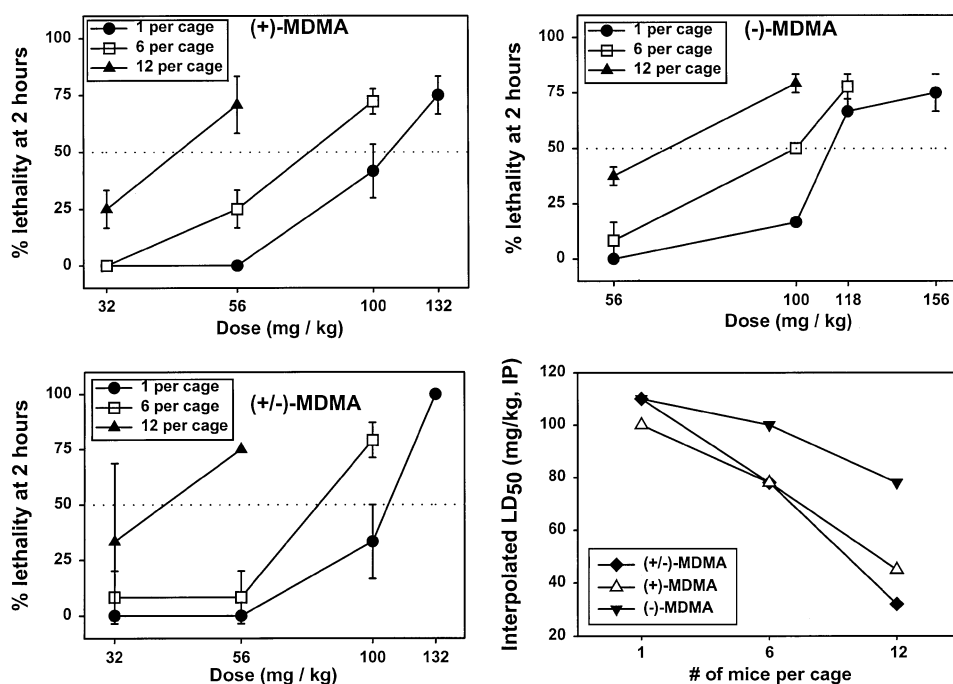 (+)-MDMA
1 per cage
6 per cage
12 per cage
% lethality at 2 hours
100
75
50
25
0
32 56 100 132
Dose (mg / kg)
(-)-MDMA
1 per cage
6 per cage
12 per cage
% lethality at 2 hours
100
75
50
25
0
56 100 118 156
Dose (mg / kg)
(+/-)-MDMA
1 per cage
6 per cage
12 per cage
% lethality at 2 hours
100
75
50
25
0
32 56 100 132
Dose (mg / kg)
Interpolated LD50 (mg/kg, IP)
120
100
80
60
40
20
(+/-)-MDMA
(+)-MDMA
(-)-MDMA
1 6 12
# of mice per cage